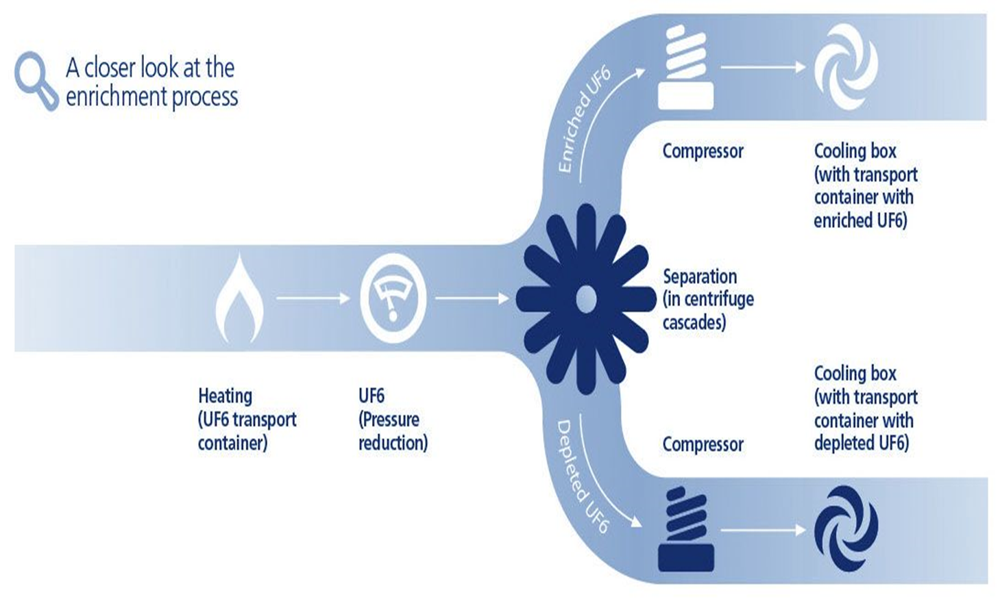 A closer look at the
enrichment process
Enriched UF6
Compressor
Cooling box
(with transport
container with
enriched UF6)
Separation
(in centrifuge
cascades)
Heating
(UF6 transport
container)
UF6
(Pressure
reduction)
Depleted UF6
Compressor
Cooling box
(with transport
container with
depleted UF6)